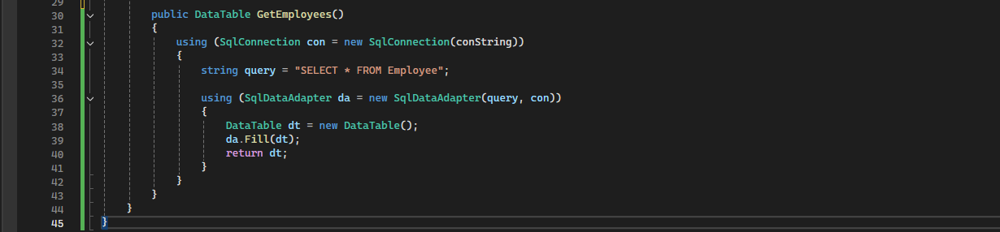 29
30 public DataTable GetEmployees()
31 {
32 using (SqlConnection con = new SqlConnection(conString))
33 {
34 string query = "SELECT * FROM Employee";
35
36 using (SqlDataAdapter da = new SqlDataAdapter(query, con))
37 {
38 DataTable dt = new DataTable();
39 da.Fill(dt);
40 return dt;
41 }
42 }
43 }
44 }
45 }